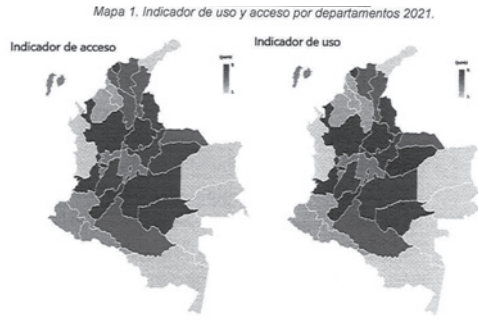 Mapa 1. Indicador de uso y acceso por departamentos 2021.
Indicador de acceso
Indicador de uso